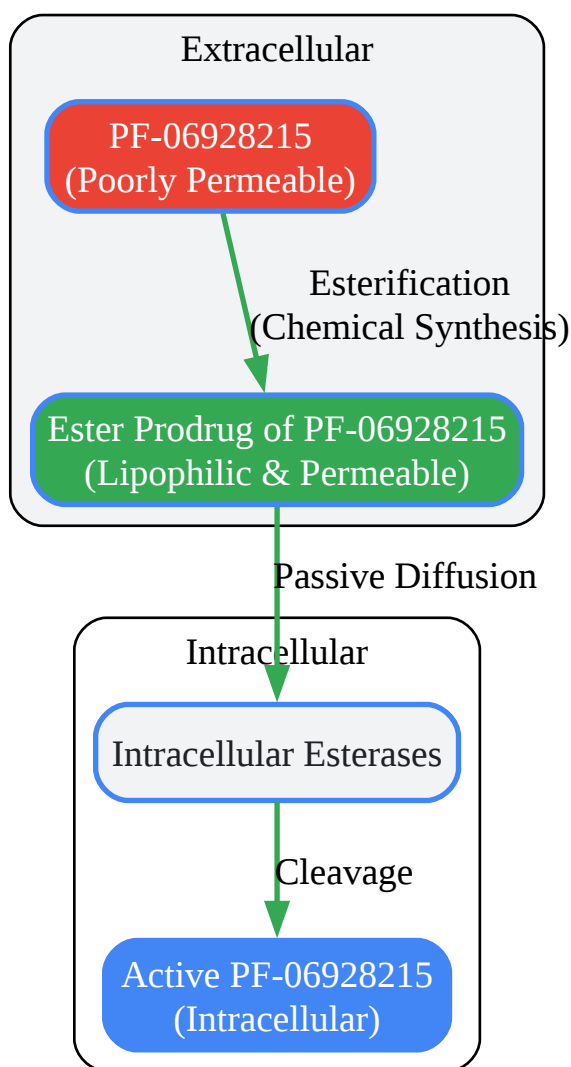 Extracellular
PF-06928215
(Poorly Permeable)
Esterification
(Chemical Synthesis)
Ester Prodrug of PF-06928215
(Lipophilic & Permeable)
Passive Diffusion
Intracellular
Intracellular Esterases
Cleavage
Active PF-06928215
(Intracellular)